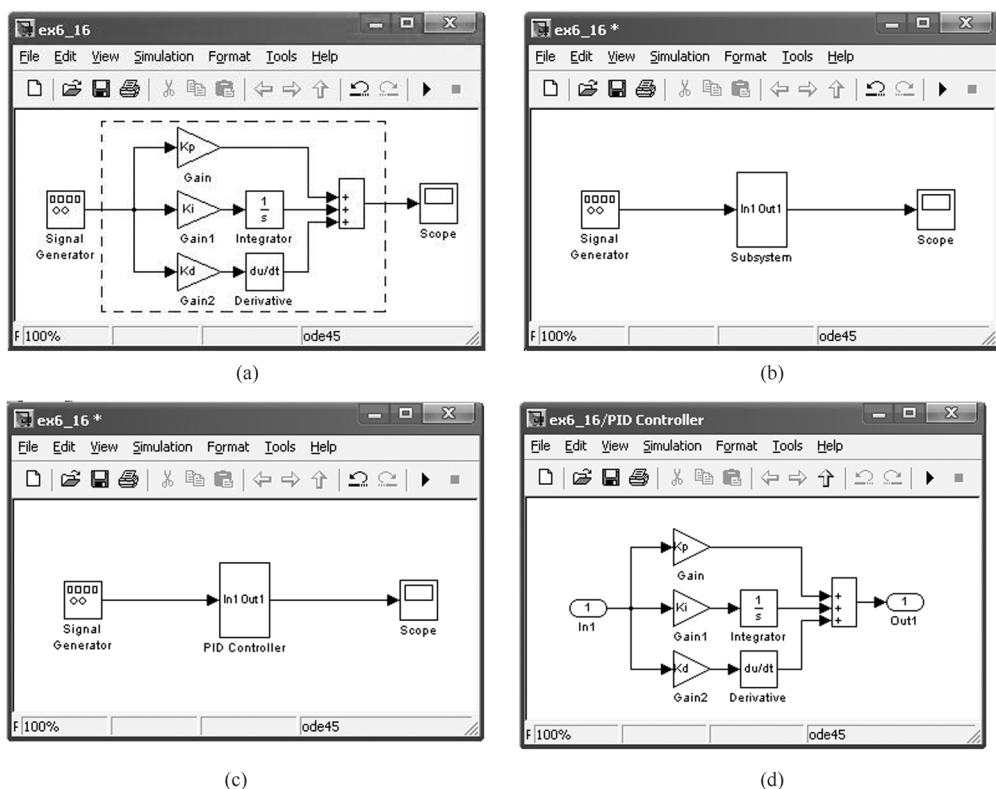 ex6_16
File Edit View Simulation Format Tools Help
Kp
Gain
Ki
1
s
+
+
+
Signal
Generator
Gain1
Integrator
Scope
Kd
du/dt
Gain2
Derivative
F 100%
ode45
(a)
ex6_16 *
File Edit View Simulation Format Tools Help
In1 Out1
Signal
Generator
Subsystem
Scope
F 100%
ode45
(b)
ex6_16 *
File Edit View Simulation Format Tools Help
In1 Out1
Signal
Generator
PID Controller
Scope
F 100%
ode45
(c)
ex6_16/PID Controller
File Edit View Simulation Format Tools Help
Kp
Gain
1
In1
Ki
Gain1
1
s
Integrator
+
+
+
1
Out1
Kd
Gain2
du/dt
Derivative
F 100%
ode45
(d)